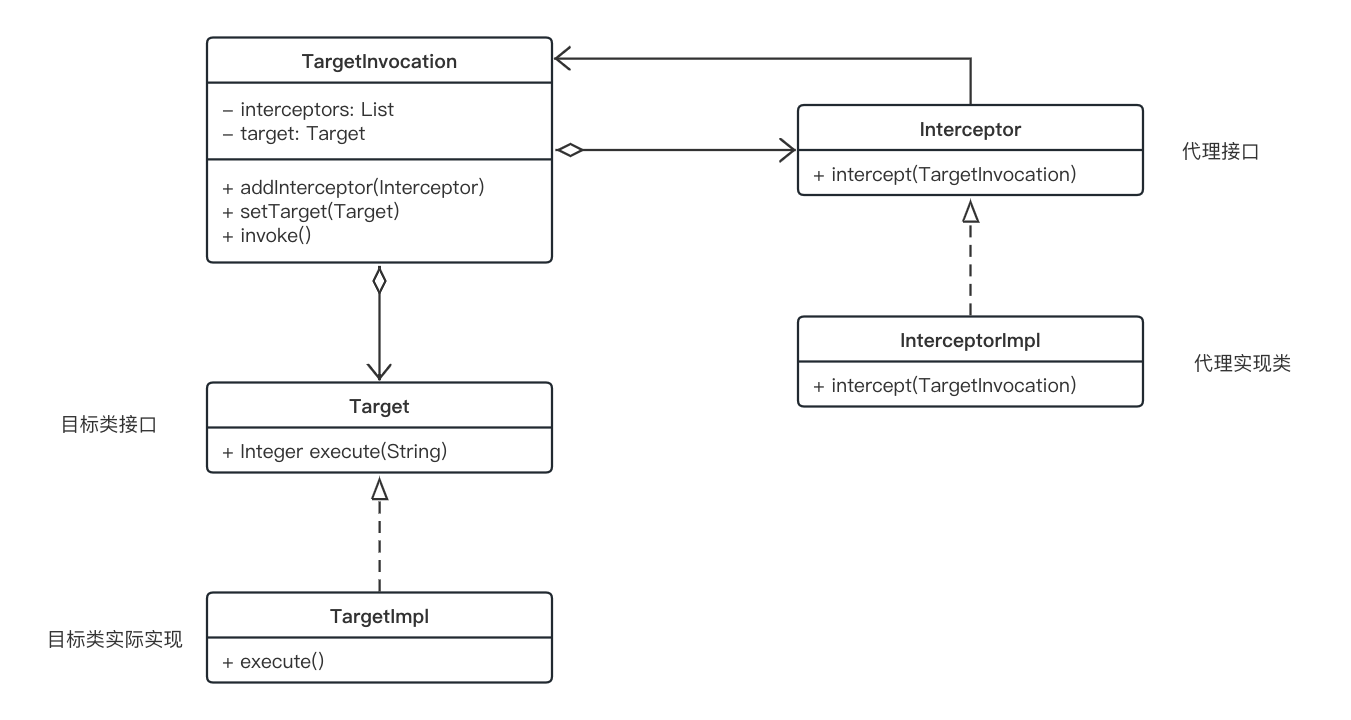 TargetInvocation
– interceptors: List
– target: Target
+ addInterceptor(Interceptor)
+ setTarget(Target)
+ invoke()
Interceptor
+ intercept(TargetInvocation)
代理接口
InterceptorImpl
+ intercept(TargetInvocation)
代理实现类
目标类接口
Target
+ Integer execute(String)
目标类实际实现
TargetImpl
+ execute()